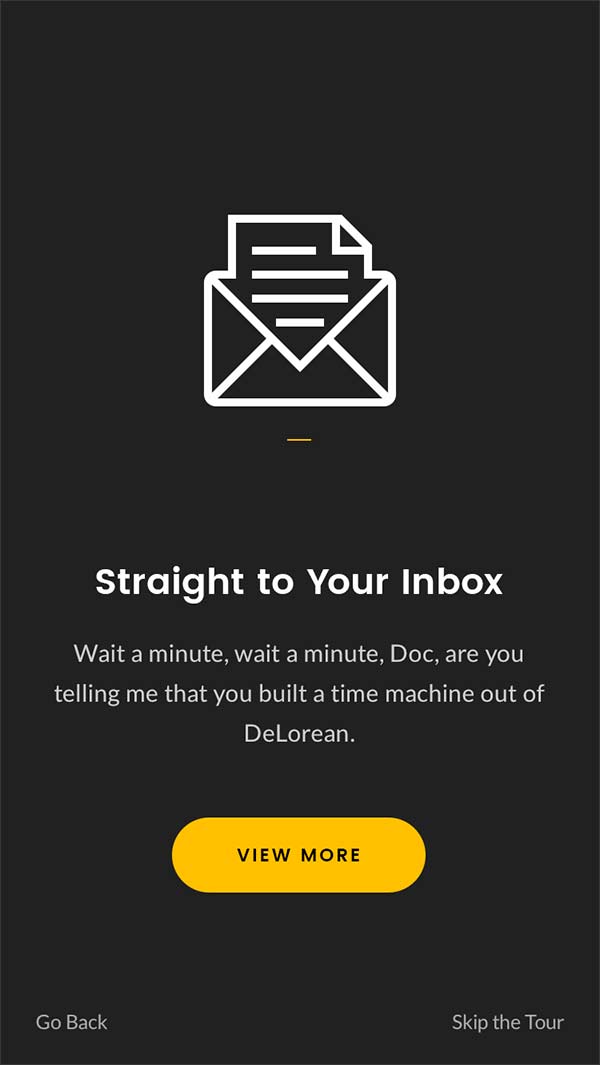 Straight to Your Inbox
Wait a minute, wait a minute, Doc, are you
telling me that you built a time machine out of
DeLorean.
VIEW MORE
Go Back
Skip the Tour